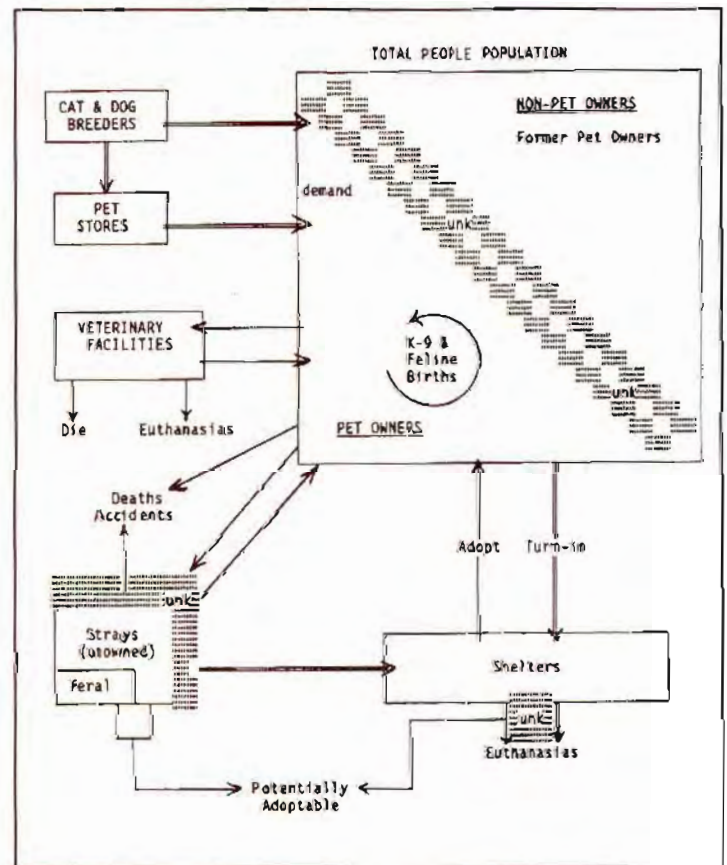 TOTAL PEOPLE POPULATION
CAT & DOG
BREEDERS
NON-PET OWNERS
Former Pet Owners
demand
PET
STORES
unk
VETERINARY
FACILITIES
K-9 &
Feline
Births
unk
Die
Euthanasias
PET OWNERS
Deaths
Accidents
Adopt
Turn-in
unk
Strays
(unowned)
Feral
Shelters
unk
Euthanasias
Potentially
Adoptable